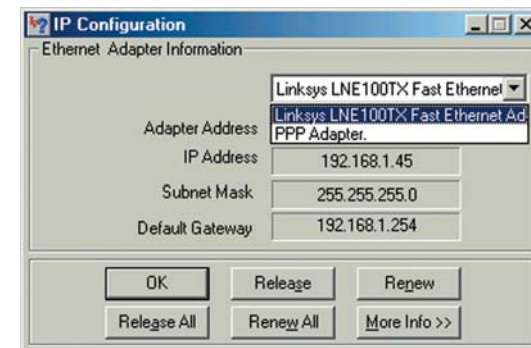 IP Configuration
Ethernet Adapter Information
Linksys LNE100TX Fast Ethernet
Linksys LNE100TX Fast Ethernet Ad
PPP Adapter.
Adapter Address
IP Address 192.168.1.45
Subnet Mask 255.255.255.0
Default Gateway 192.168.1.254
OK Release Renew
Release All Renew All More Info >>